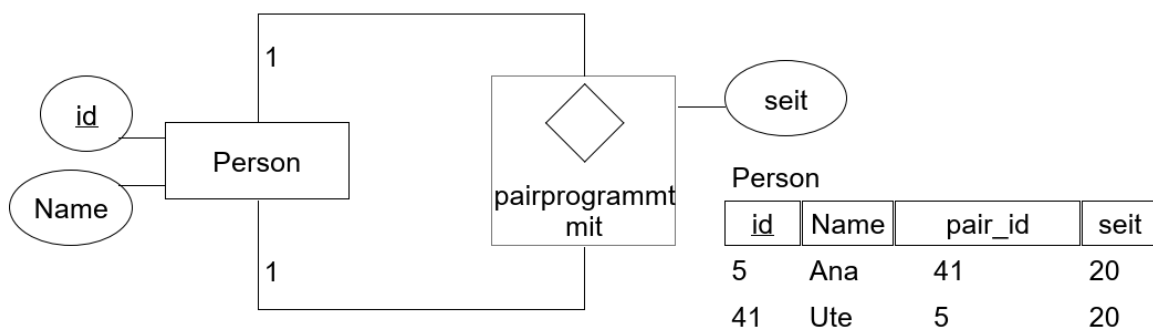 1
id
Name
Person
pairprogrammt
mit
seit
1
Person
id Name pair_id seit
5 Ana 41 20
41 Ute 5 20